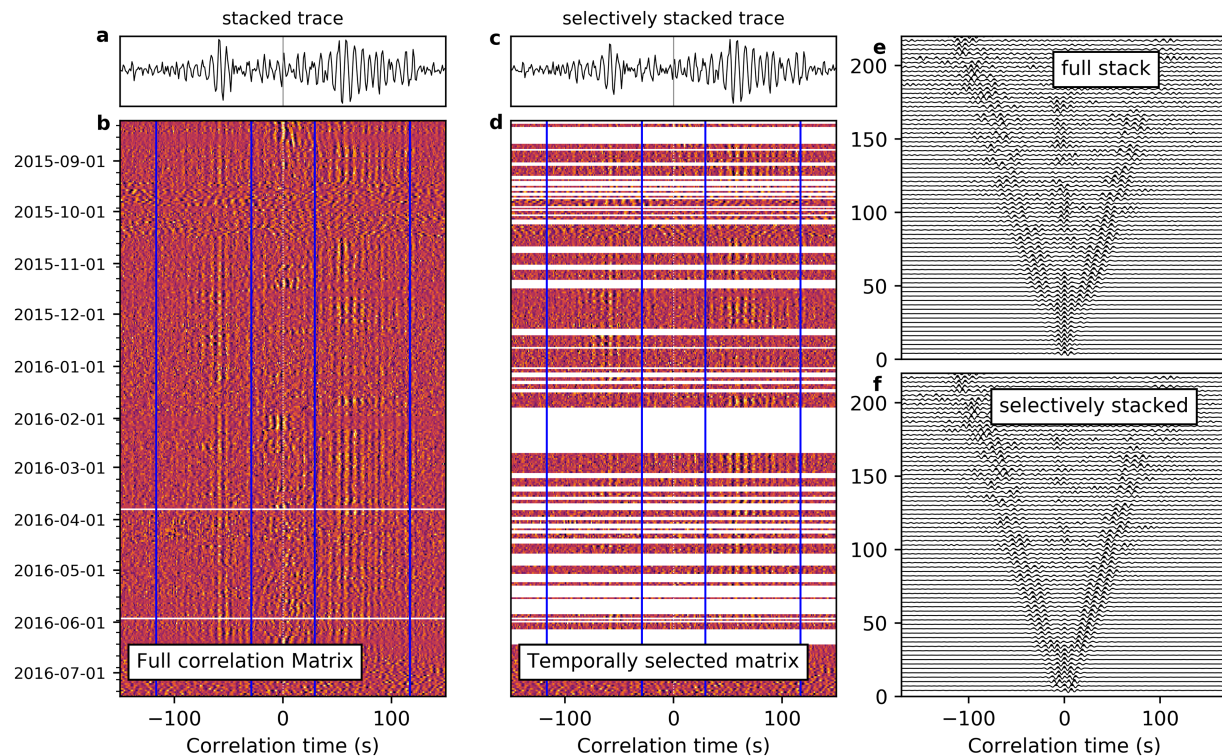 stacked trace
selectively stacked trace
a
c
e
full stack
200
150
100
50
0
b
d
2015-09-01
2015-10-01
2015-11-01
2015-12-01
2016-01-01
2016-02-01
2016-03-01
2016-04-01
2016-05-01
2016-06-01
2016-07-01
Full correlation Matrix
Temporally selected matrix
f
selectively stacked
200
150
100
50
0
−100
0
100
−100
0
100
−100
0
100
Correlation time (s)
Correlation time (s)
Correlation time (s)